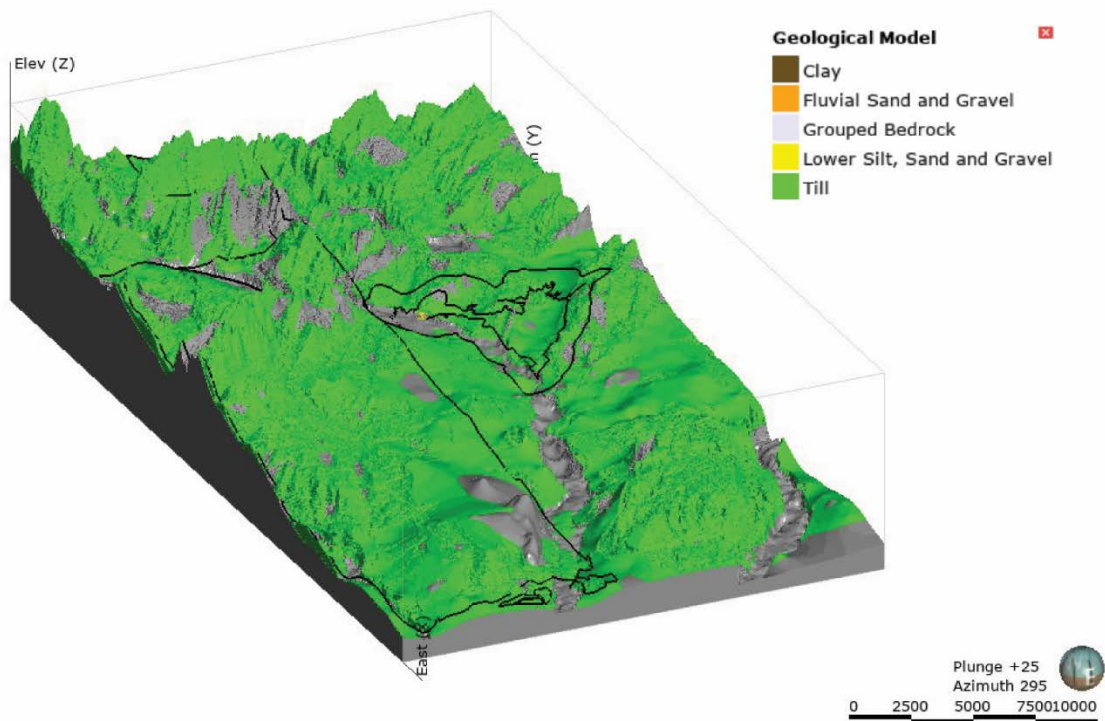 Elev (Z)
Geological Model
Clay
Fluvial Sand and Gravel
Grouped Bedrock
Lower Silt, Sand and Gravel
Till
(Y)
East (X)
Plunge +25
Azimuth 295
E
0 2500 5000 750010000